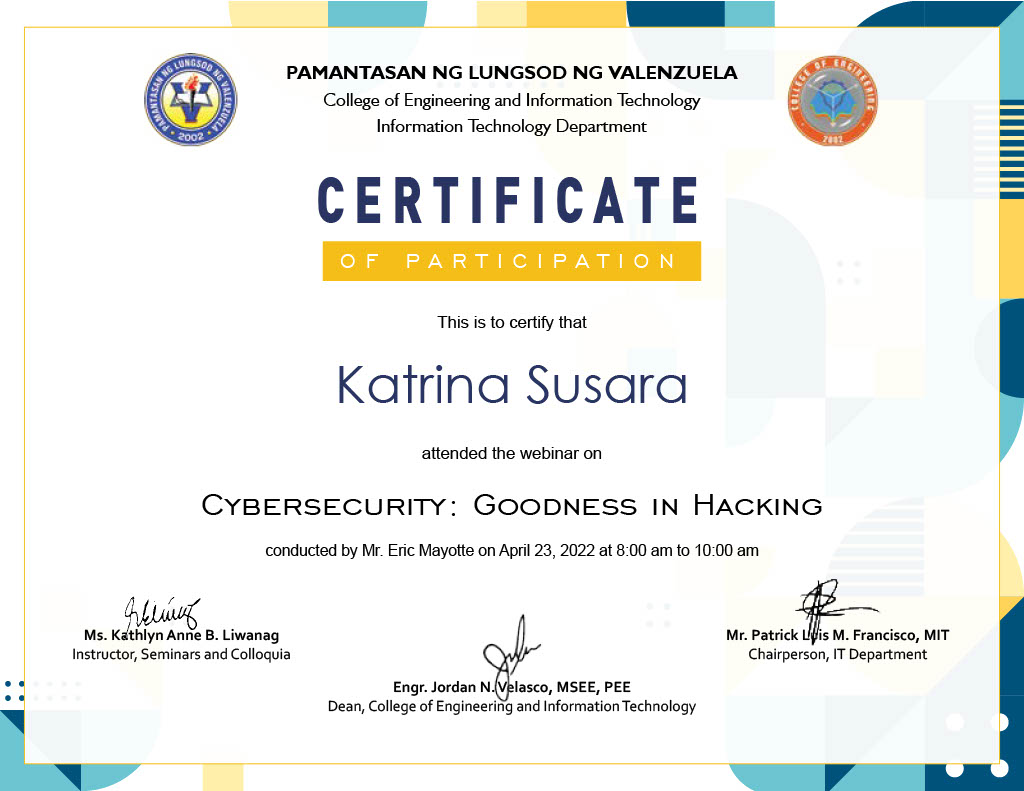 PAMANTASAN NG LUNGSOD NG VALENZUELA
2002
COLLEGE OF ENGINEERING
2002
PAMANTASAN NG LUNGSOD NG VALENZUELA
College of Engineering and Information Technology
Information Technology Department
CERTIFICATE
OF PARTICIPATION
This is to certify that
Katrina Susara
attended the webinar on
Cybersecurity: Goodness in Hacking
conducted by Mr. Eric Mayotte on April 23, 2022 at 8:00 am to 10:00 am
Ms. Kathlyn Anne B. Liwanag
Instructor, Seminars and Colloquia
Engr. Jordan N. Velasco, MSEE, PEE
Dean, College of Engineering and Information Technology
Mr. Patrick Luis M. Francisco, MIT
Chairperson, IT Department